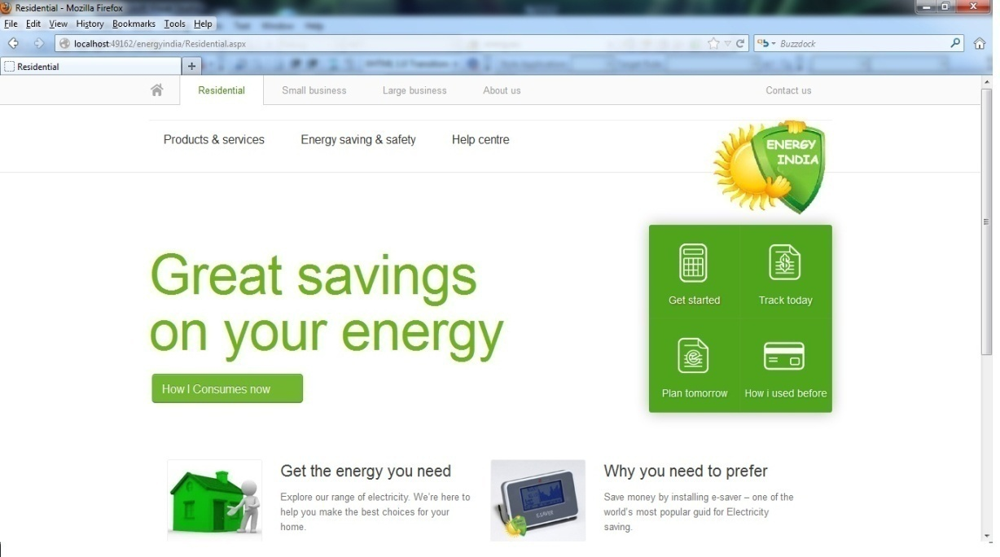 Residential - Mozilla Firefox
File Edit View History Bookmarks Tools Help
localhost:49162/energyindia/Residential.aspx
Buzzdock
Residential
+
Residential Small business Large business About us Contact us
Products & services Energy saving & safety Help centre
ENERGY
INDIA
Great savings
on your energy
How I Consumes now
Get started Track today
Plan tomorrow How i used before
Get the energy you need
Explore our range of electricity. We're here to
help you make the best choices for your
home.
Why you need to prefer
Save money by installing e-saver – one of the
world's most popular guid for Electricity
saving.